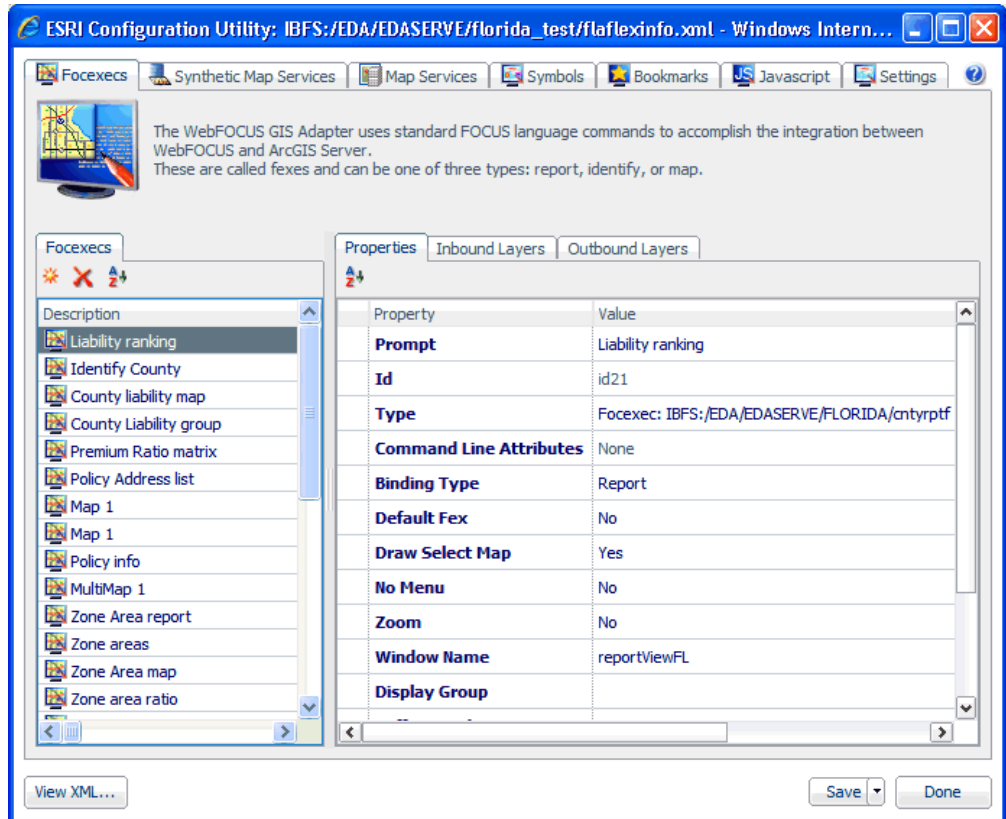 ESRI Configuration Utility: IBFS:/EDA/EDASERVE/florida_test/flaflexinfo.xml - Windows Intern...
Focexecs
Synthetic Map Services
Map Services
Symbols
Bookmarks
Javascript
Settings
The WebFOCUS GIS Adapter uses standard FOCUS language commands to accomplish the integration between
WebFOCUS and ArcGIS Server.
These are called fexes and can be one of three types: report, identify, or map.
Focexecs
Description
Liability ranking
Identify County
County liability map
County Liability group
Premium Ratio matrix
Policy Address list
Map 1
Map 1
Policy info
MultiMap 1
Zone Area report
Zone areas
Zone Area map
Zone area ratio
Properties
Inbound Layers
Outbound Layers
Property Value
Prompt Liability ranking
Id id21
Type Focexec: IBFS:/EDA/EDASERVE/FLORIDA/cntyrptf
Command Line Attributes None
Binding Type Report
Default Fex No
Draw Select Map Yes
No Menu No
Zoom No
Window Name reportViewFL
Display Group
View XML...
Save
Done